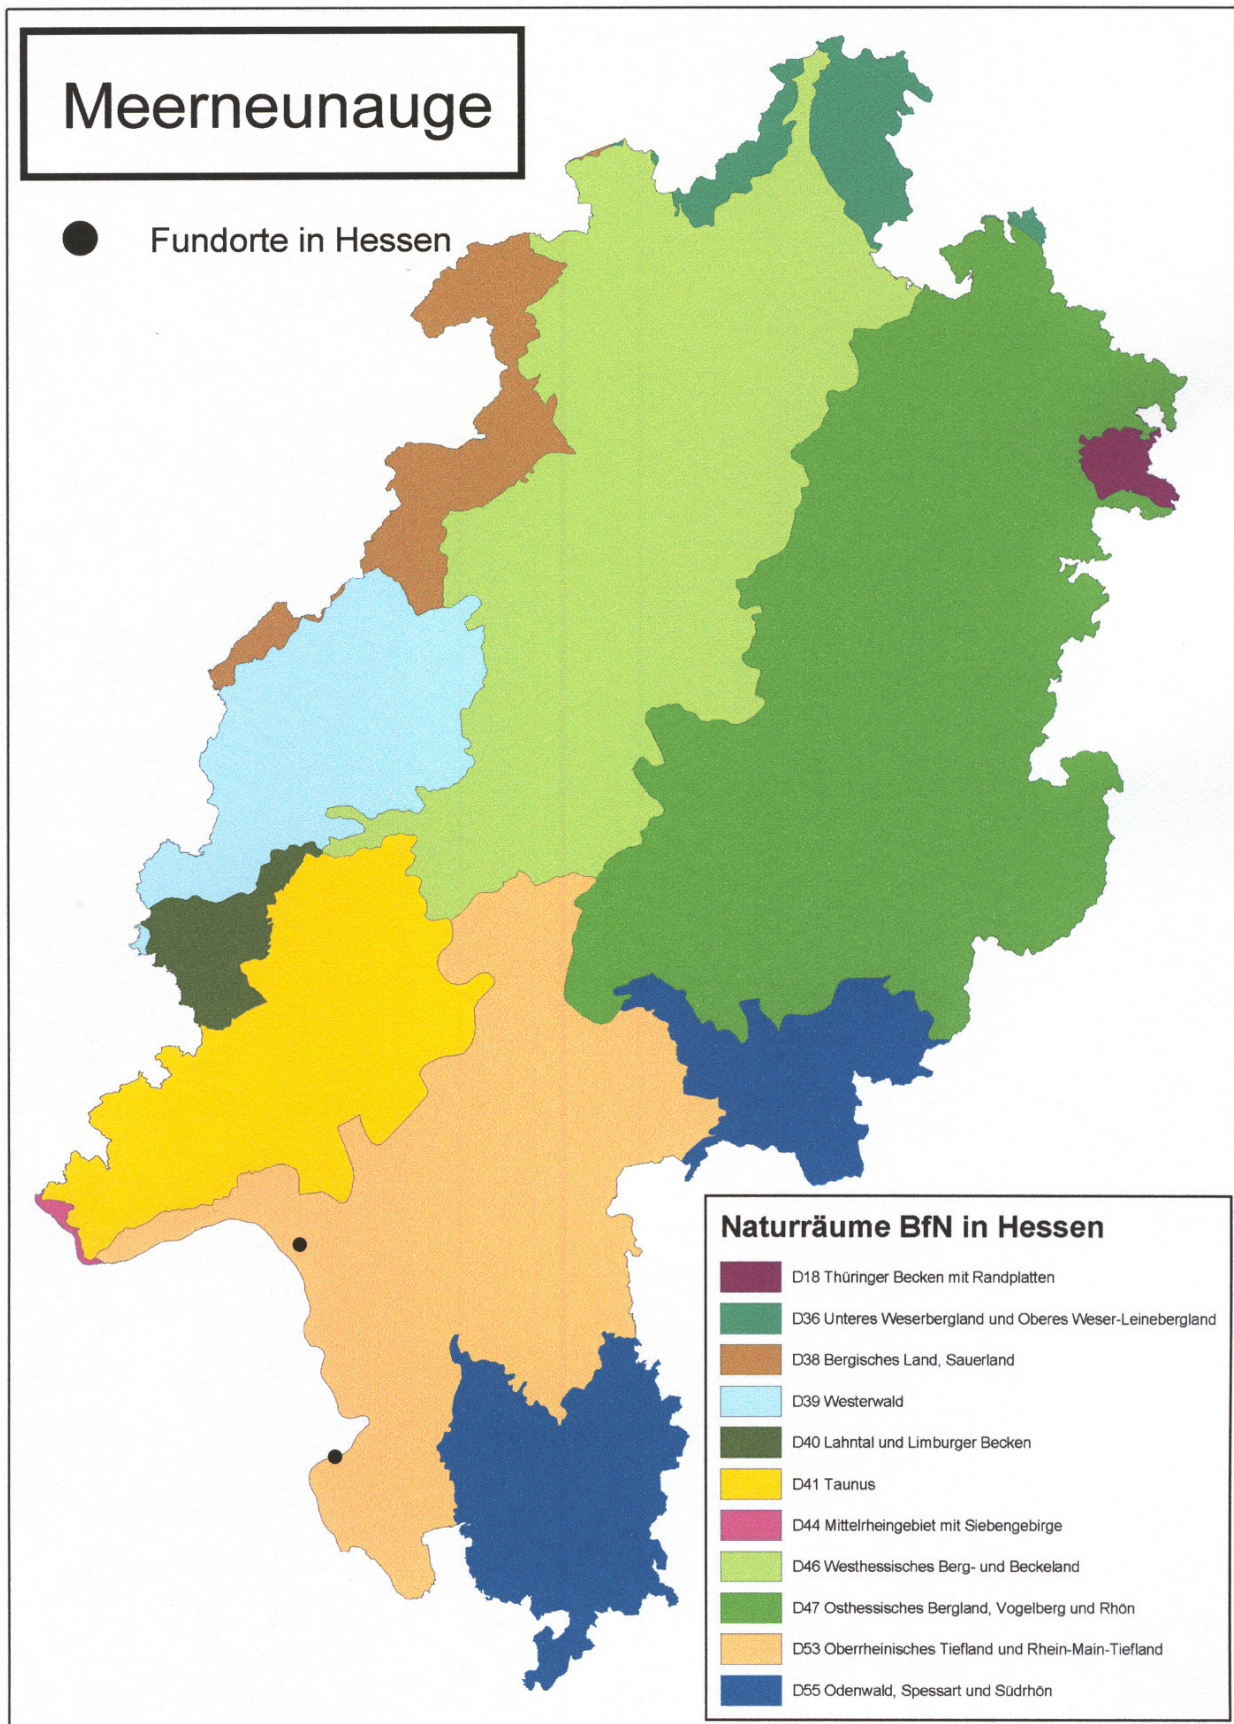 Meerneunauge
Fundorte in Hessen
Naturräume BfN in Hessen
D18 Thüringer Becken mit Randplatten
D36 Unteres Weserbergland und Oberes Weser-Leinebergland
D38 Bergisches Land, Sauerland
D39 Westerwald
D40 Lahntal und Limburger Becken
D41 Taunus
D44 Mittelrheingebiet mit Siebengebirge
D46 Westhessisches Berg- und Beckeland
D47 Osthessisches Bergland, Vogelberg und Rhön
D53 Oberrheinisches Tiefland und Rhein-Main-Tiefland
D55 Odenwald, Spessart und Südrhön